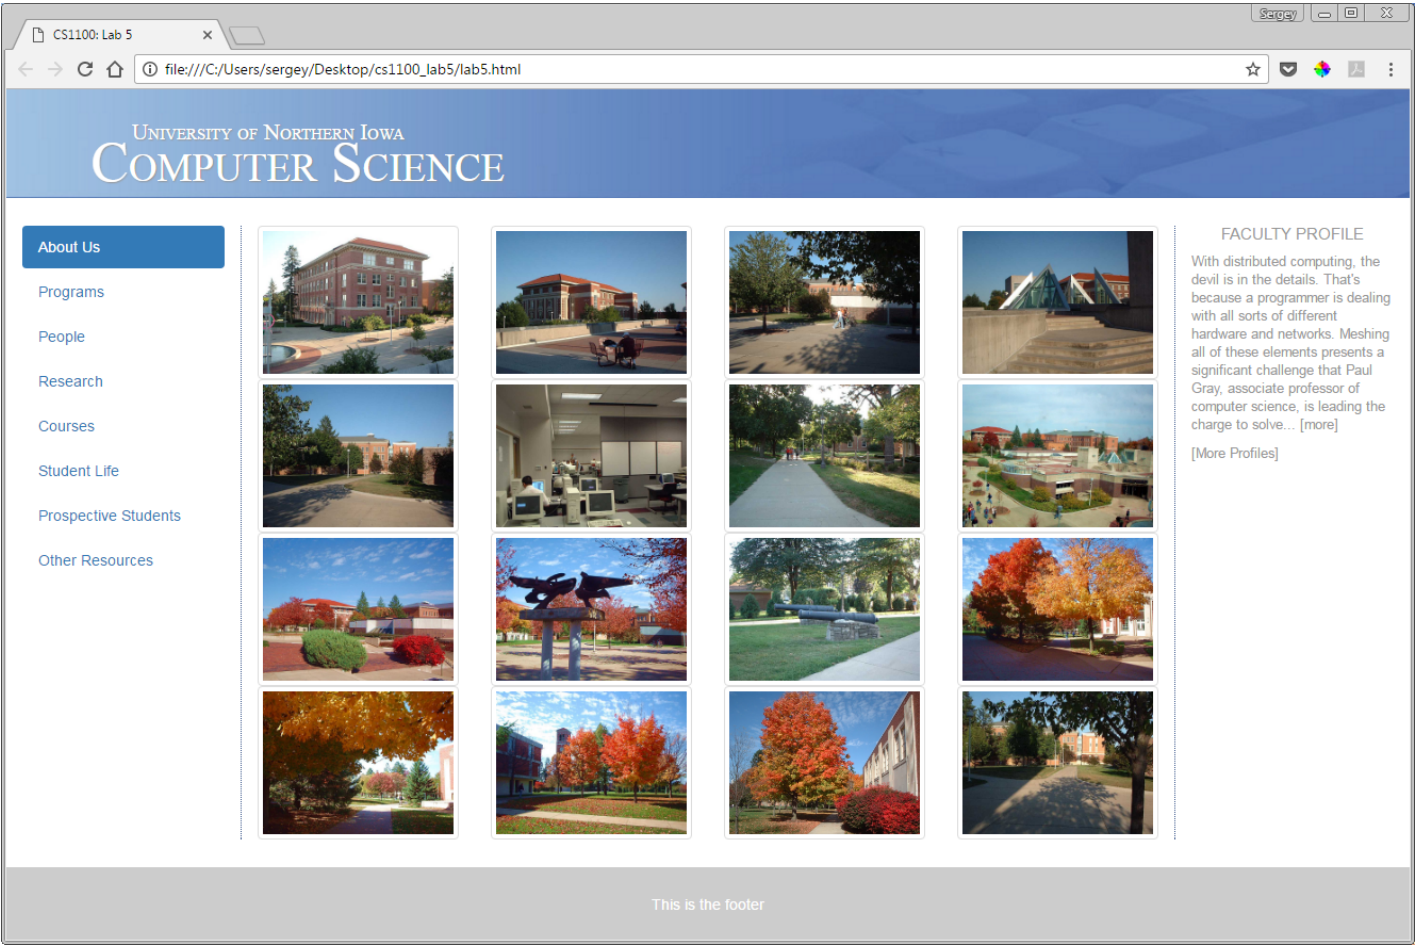 Sergey
CS1100: Lab 5
file:///C:/Users/sergey/Desktop/cs1100_lab5/lab5.html
University of Northern Iowa
Computer Science
About Us
Programs
People
Research
Courses
Student Life
Prospective Students
Other Resources
FACULTY PROFILE
With distributed computing, the
devil is in the details. That's
because a programmer is dealing
with all sorts of different
hardware and networks. Meshing
all of these elements presents a
significant challenge that Paul
Gray, associate professor of
computer science, is leading the
charge to solve... [more]
[More Profiles]
This is the footer